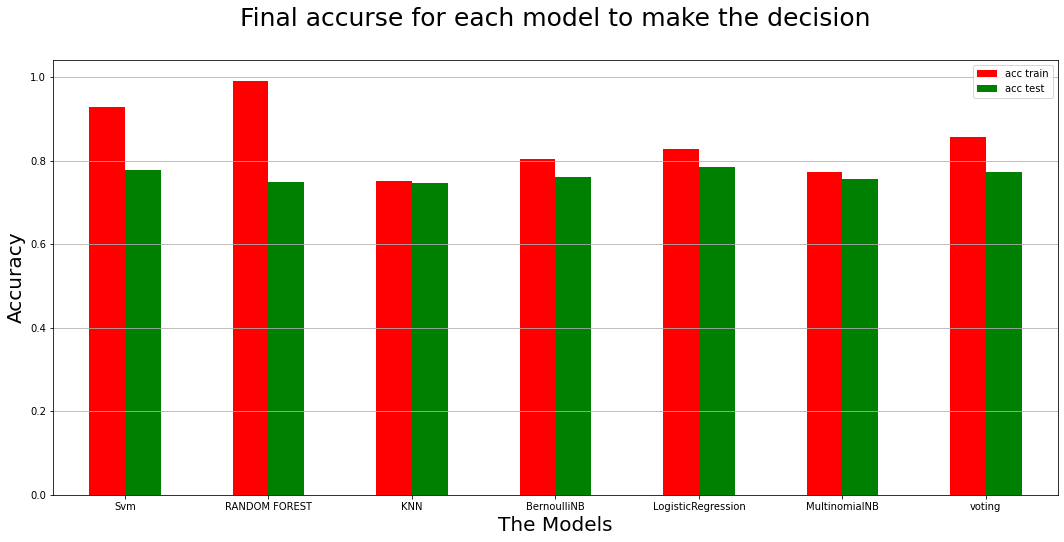 Final accurse for each model to make the decision
acc train
acc test
Accuracy
1.0
0.8
0.6
0.4
0.2
0.0
Svm
RANDOM FOREST
KNN
BernoulliNB
LogisticRegression
MultinomialNB
voting
The Models